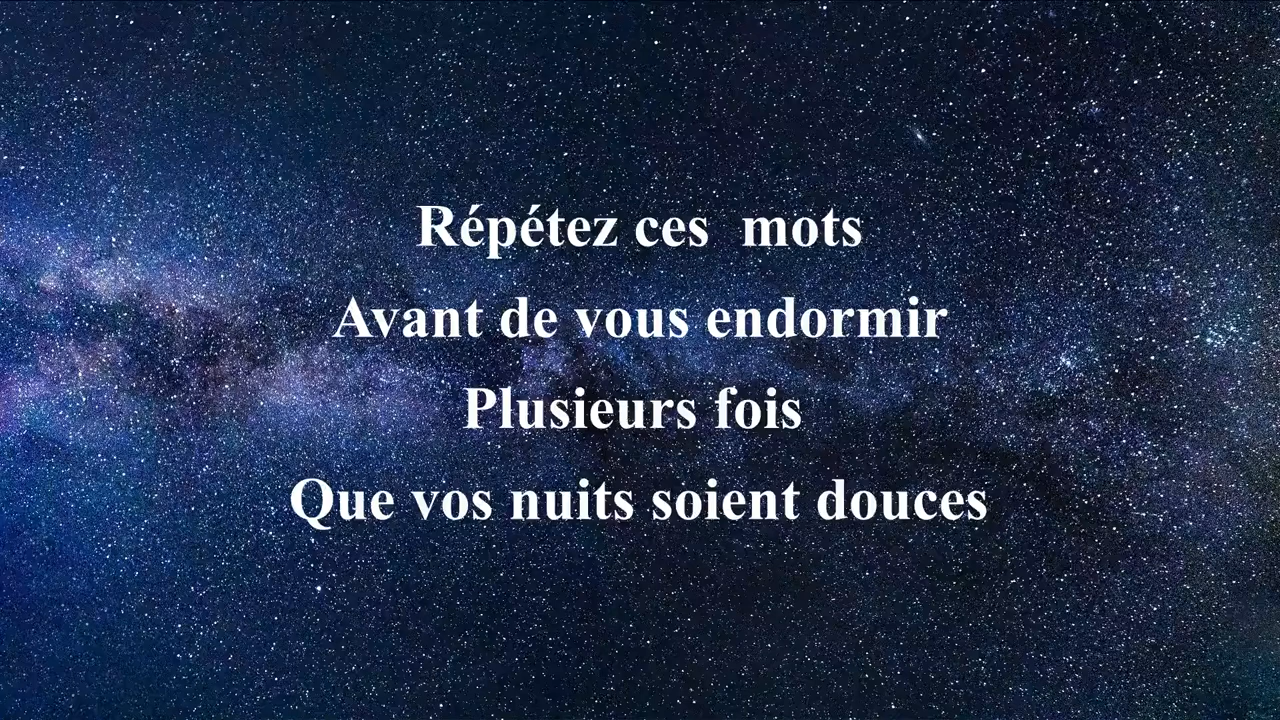 Répétez ces  mots
Avant de vous endormir
Plusieurs fois
Que vos nuits soient douces